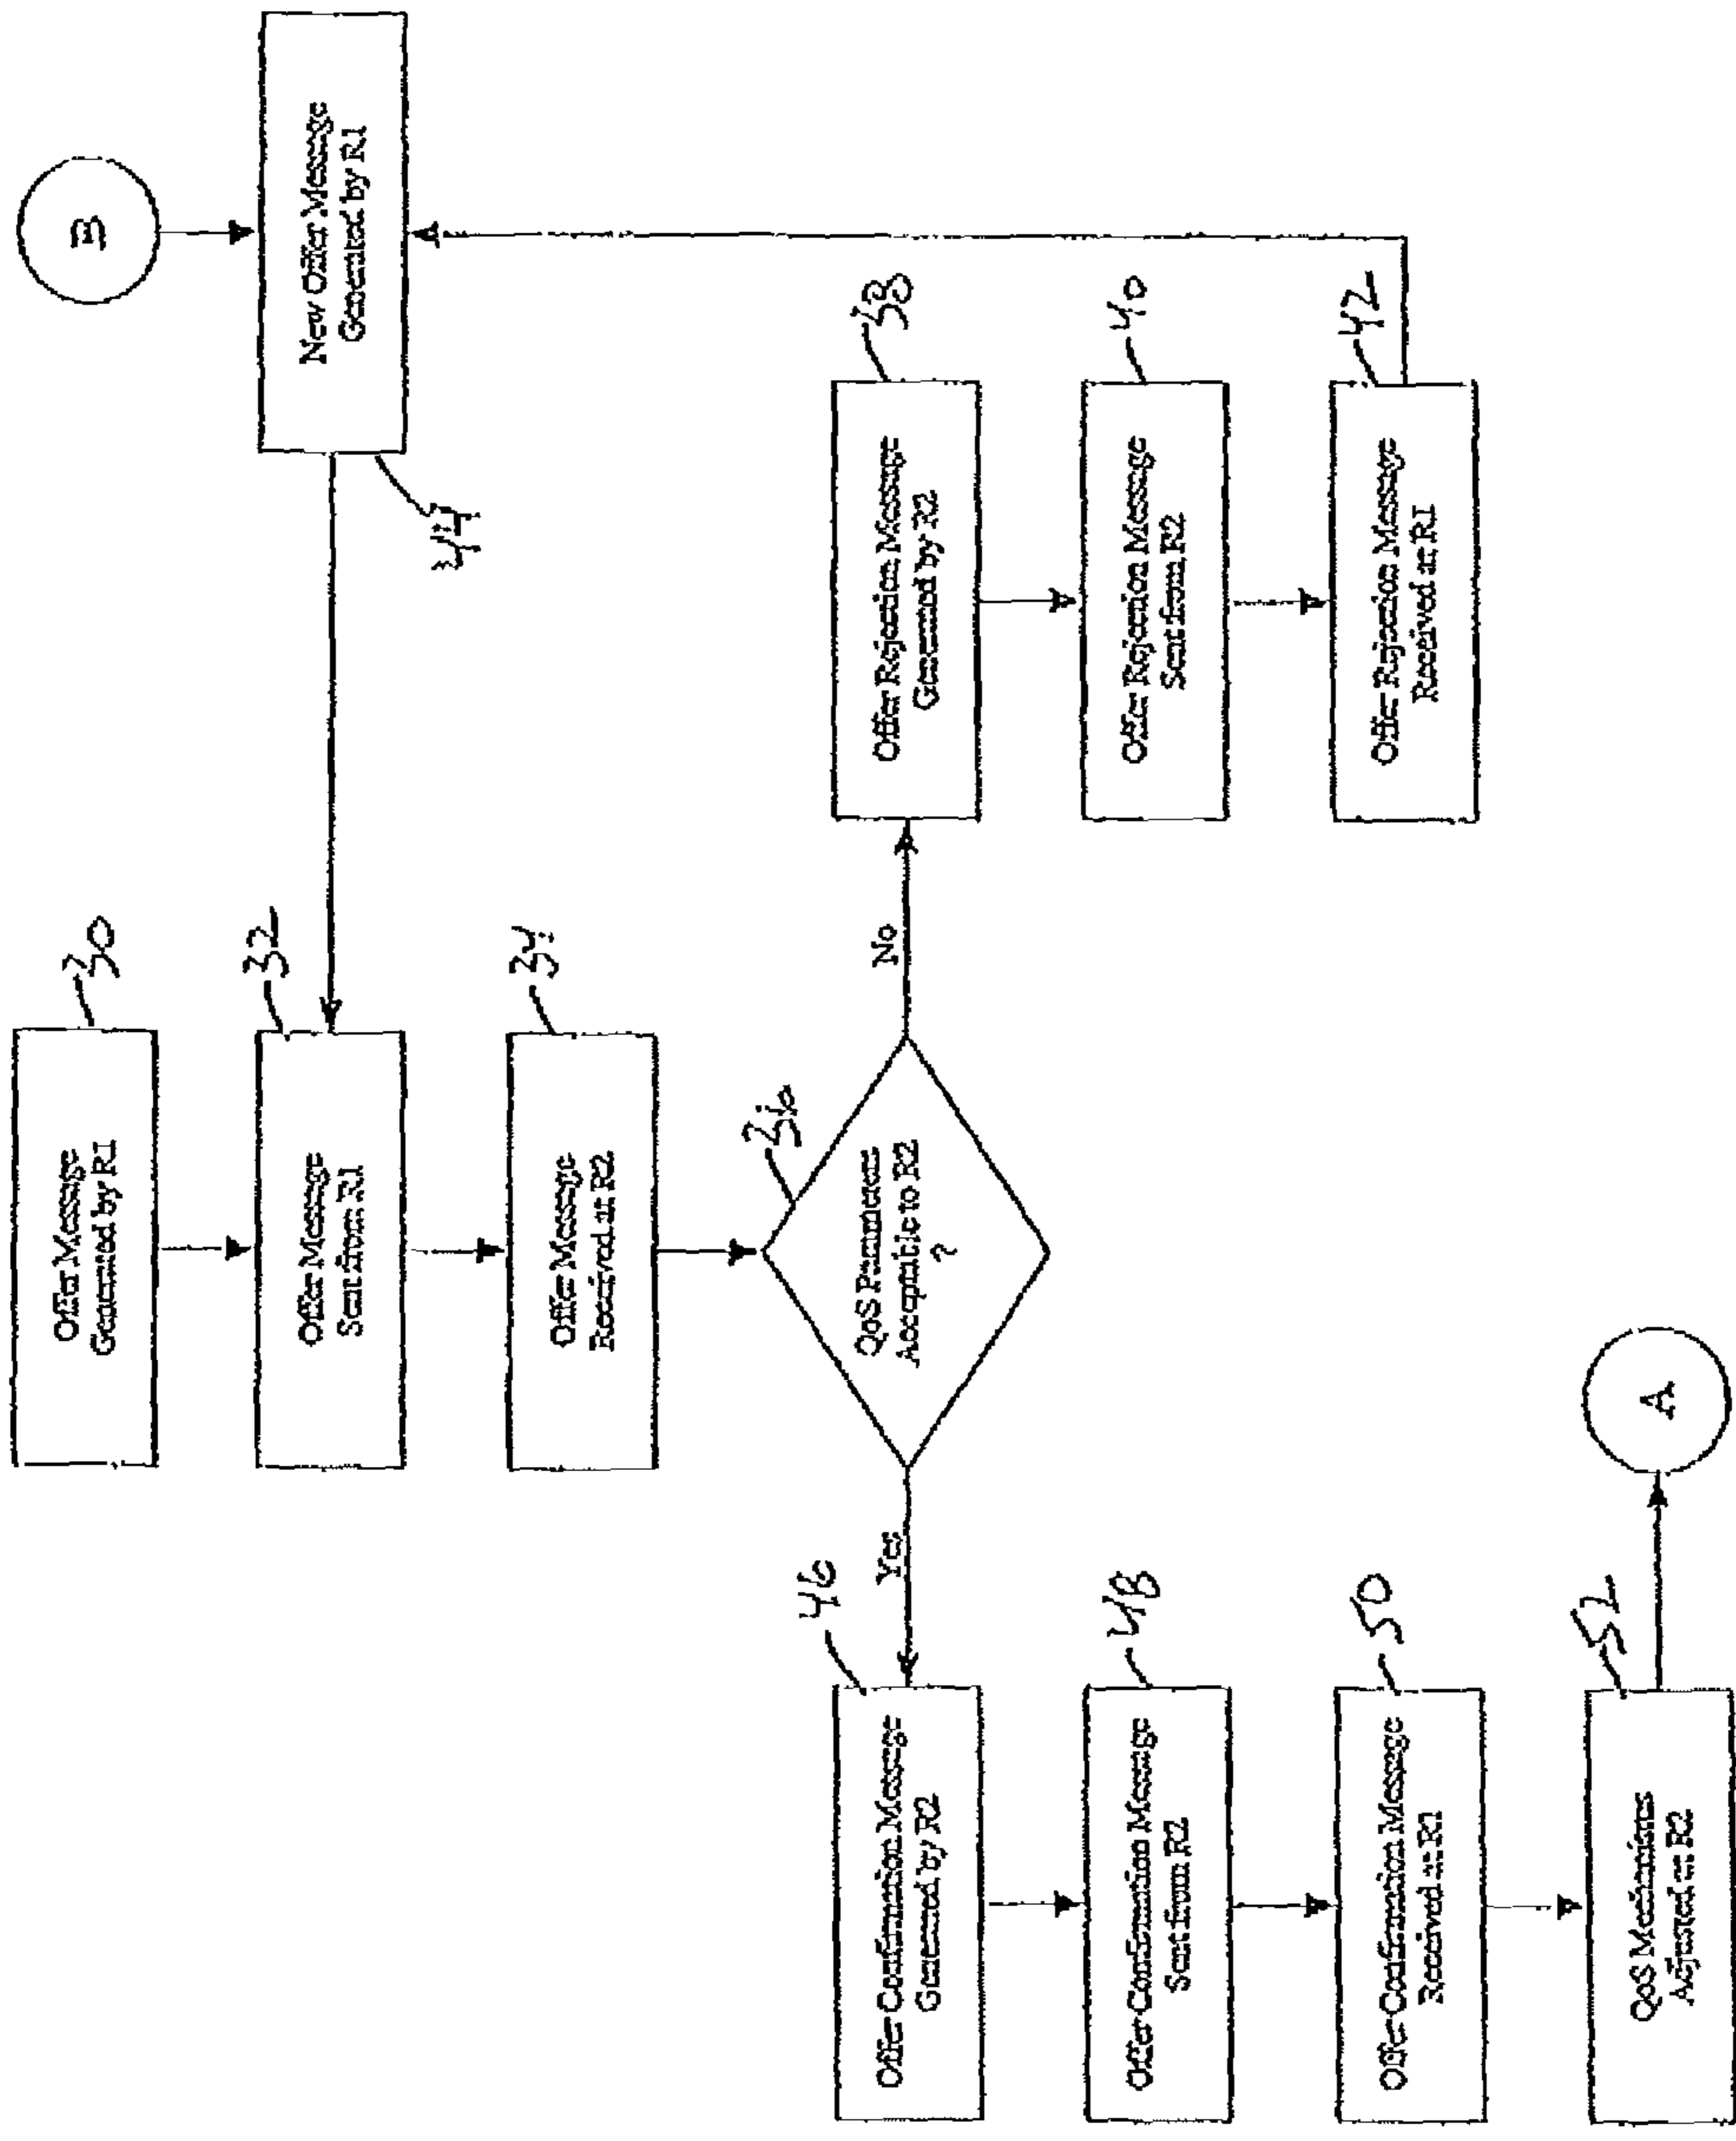 Offer Message
Generated by R1
30
Offer Message
Sent from R1
32
Offer Message
Received at R2
34
QoS Parameters
Acceptable to R2
?
36
No
Offer Rejection Message
Generated by R2
38
Offer Rejection Message
Sent from R2
40
Offer Rejection Message
Received at R1
42
B
New Offer Message
Generated by R1
44
Yes
Offer Confirmation Message
Generated by R2
46
Offer Confirmation Message
Sent from R2
48
Offer Confirmation Message
Received at R1
50
QoS Mechanisms
Adjusted at R2
52
A